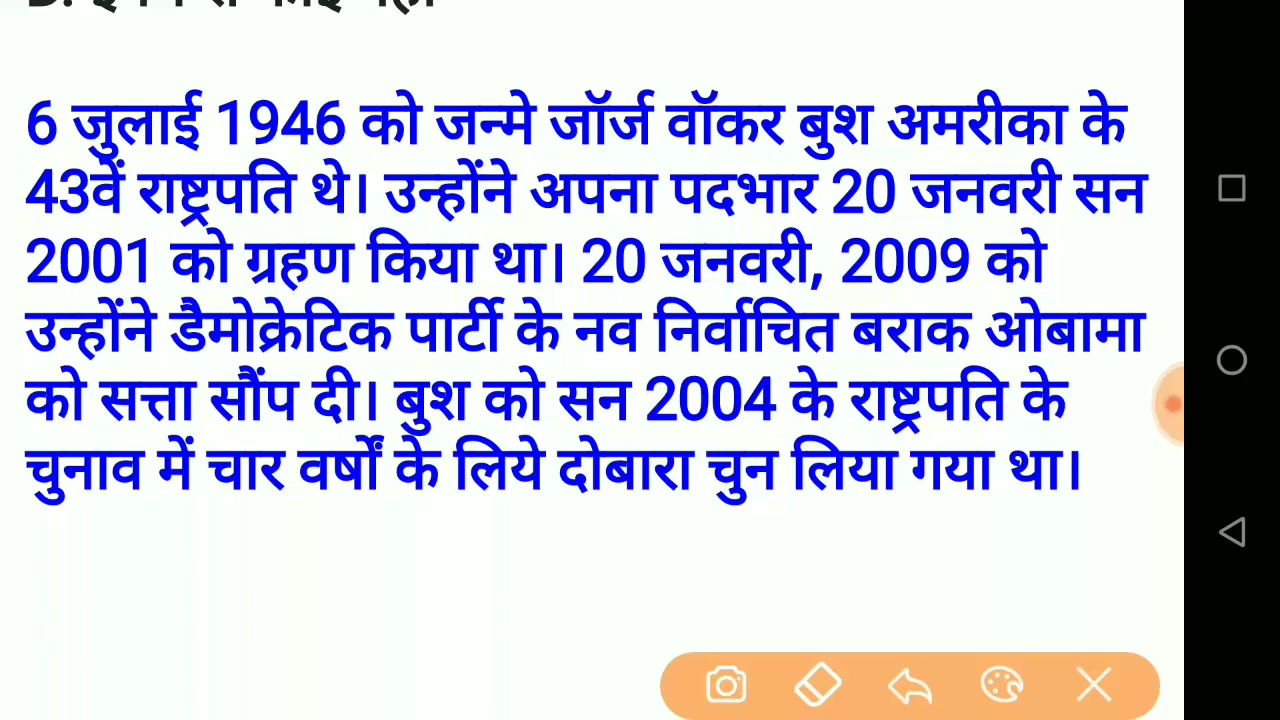 6 जुलाई 1946 को जन्मे जॉर्ज वॉकर बुश अमरीका के
43वें राष्ट्रपति थे। उन्होंने अपना पदभार 20 जनवरी सन
2001 को ग्रहण किया था। 20 जनवरी, 2009 को
उन्होंने डैमोक्रेटिक पार्टी के नव निर्वाचित बराक ओबामा
को सत्ता सौंप दी। बुश को सन 2004 के राष्ट्रपति के
चुनाव में चार वर्षों के लिये दोबारा चुन लिया गया था।